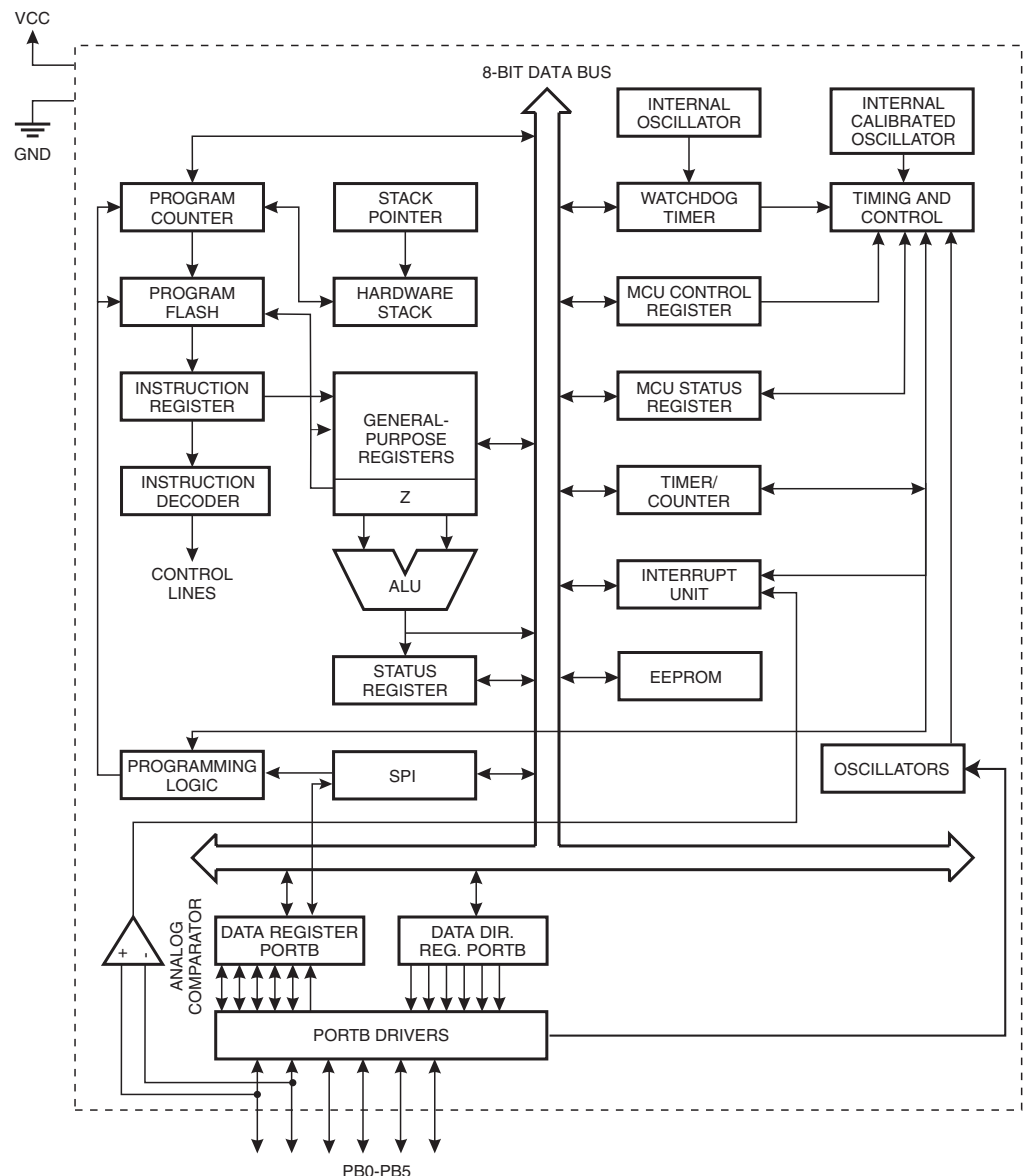 VCC
GND
8-BIT DATA BUS
INTERNAL
OSCILLATOR
INTERNAL
CALIBRATED
OSCILLATOR
PROGRAM
COUNTER
STACK
POINTER
WATCHDOG
TIMER
TIMING AND
CONTROL
PROGRAM
FLASH
HARDWARE
STACK
MCU CONTROL
REGISTER
INSTRUCTION
REGISTER
GENERAL-
PURPOSE
REGISTERS
Z
MCU STATUS
REGISTER
INSTRUCTION
DECODER
TIMER/
COUNTER
CONTROL
LINES
ALU
INTERRUPT
UNIT
STATUS
REGISTER
EEPROM
PROGRAMMING
LOGIC
SPI
OSCILLATORS
ANALOG
COMPARATOR
+ -
DATA REGISTER
PORTB
DATA DIR.
REG. PORTB
PORTB DRIVERS
PB0-PB5